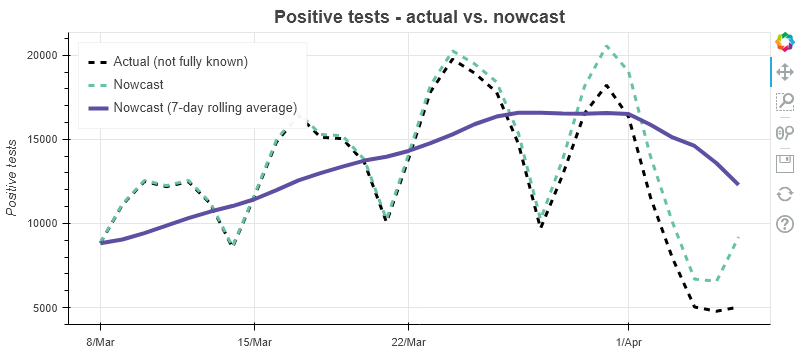 Positive tests - actual vs. nowcast
Actual (not fully known)
Nowcast
Nowcast (7-day rolling average)
Positive tests
20000
15000
10000
5000
8/Mar
15/Mar
22/Mar
1/Apr